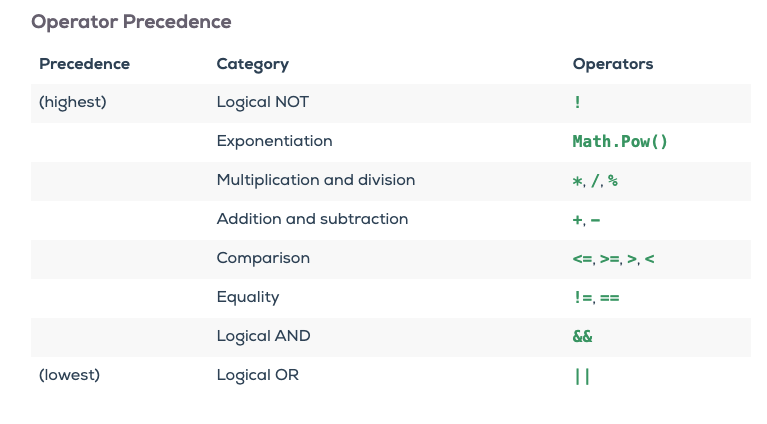 Operator Precedence
Precedence Category Operators
(highest) Logical NOT !
Exponentiation Math.Pow()
Multiplication and division *, /, %
Addition and subtraction +, -
Comparison <=, >=, >, <
Equality !=, ==
Logical AND &&
(lowest) Logical OR ||